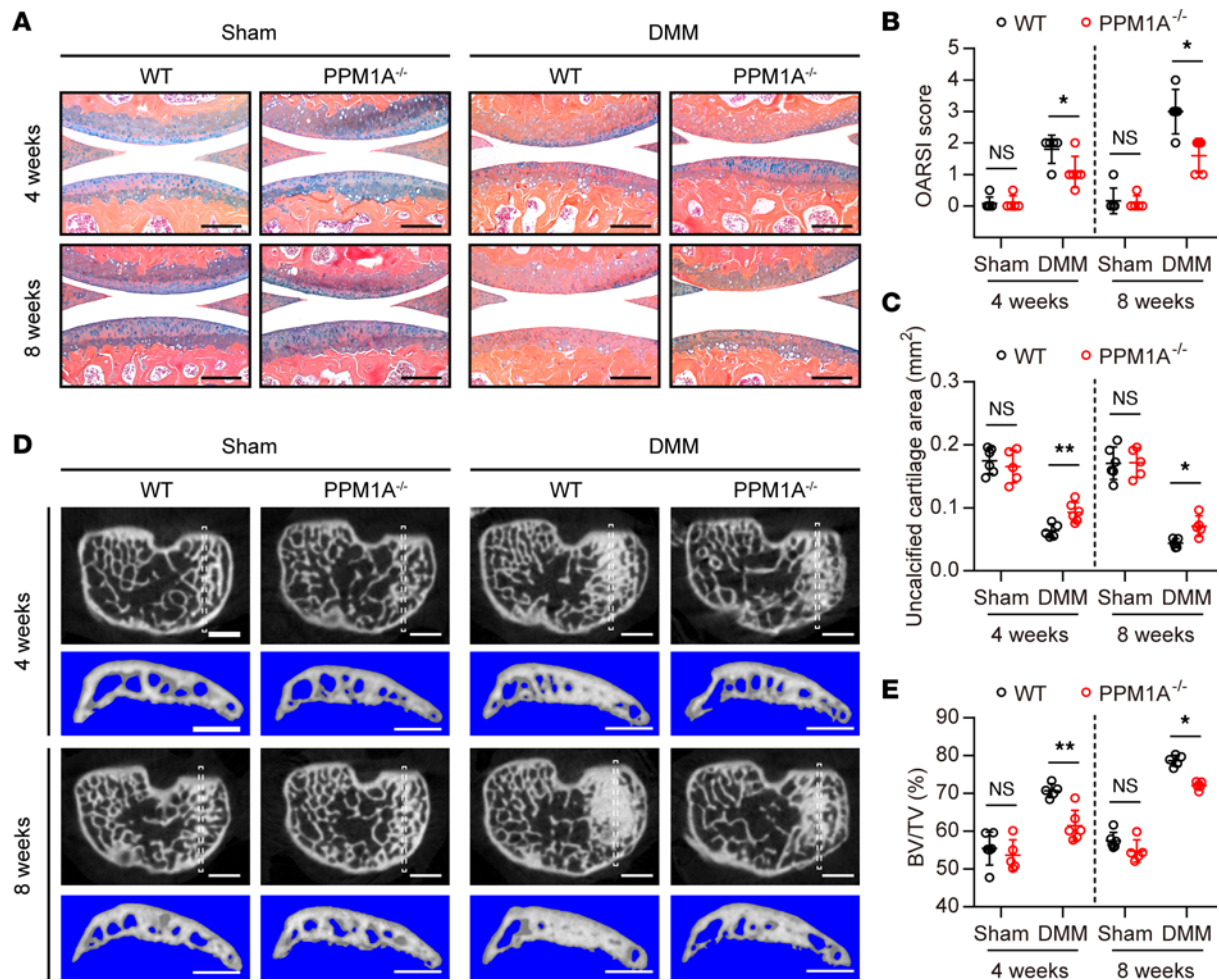 A
Sham DMM
WT PPM1A-/- WT PPM1A-/-
4 weeks
8 weeks
B
WT PPM1A-/-
OARSI score
5
4
3
2
1
0
NS * NS *
Sham DMM Sham DMM
4 weeks 8 weeks
C
WT PPM1A-/-
Uncalcified cartilage area (mm²)
0.3
0.2
0.1
0.0
NS ** NS *
Sham DMM Sham DMM
4 weeks 8 weeks
D
Sham DMM
WT PPM1A-/- WT PPM1A-/-
4 weeks
8 weeks
E
WT PPM1A-/-
BV/TV (%)
90
80
70
60
50
40
NS ** NS *
Sham DMM Sham DMM
4 weeks 8 weeks